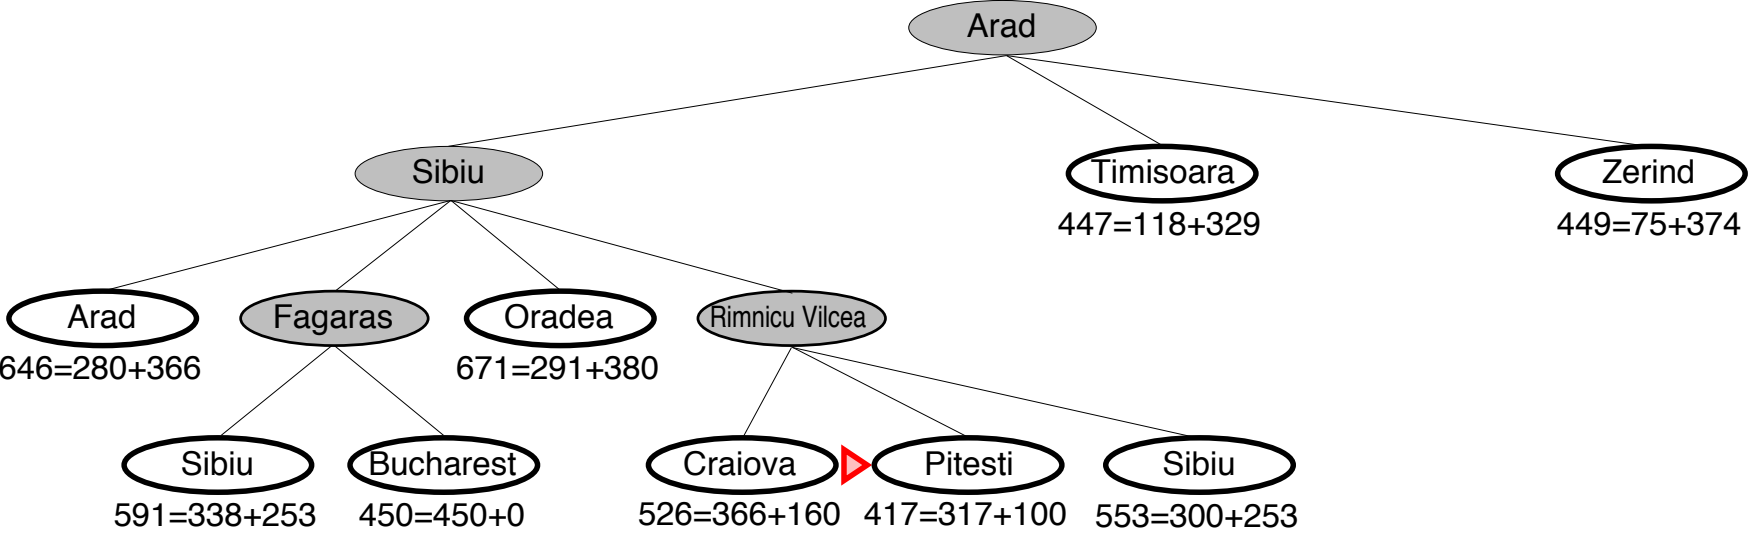 Arad
Sibiu
Timisoara
Zerind
447=118+329
449=75+374
Arad
Fagaras
Oradea
Rimnicu Vilcea
646=280+366
671=291+380
Sibiu
Bucharest
Craiova
Pitesti
Sibiu
591=338+253
450=450+0
526=366+160
417=317+100
553=300+253